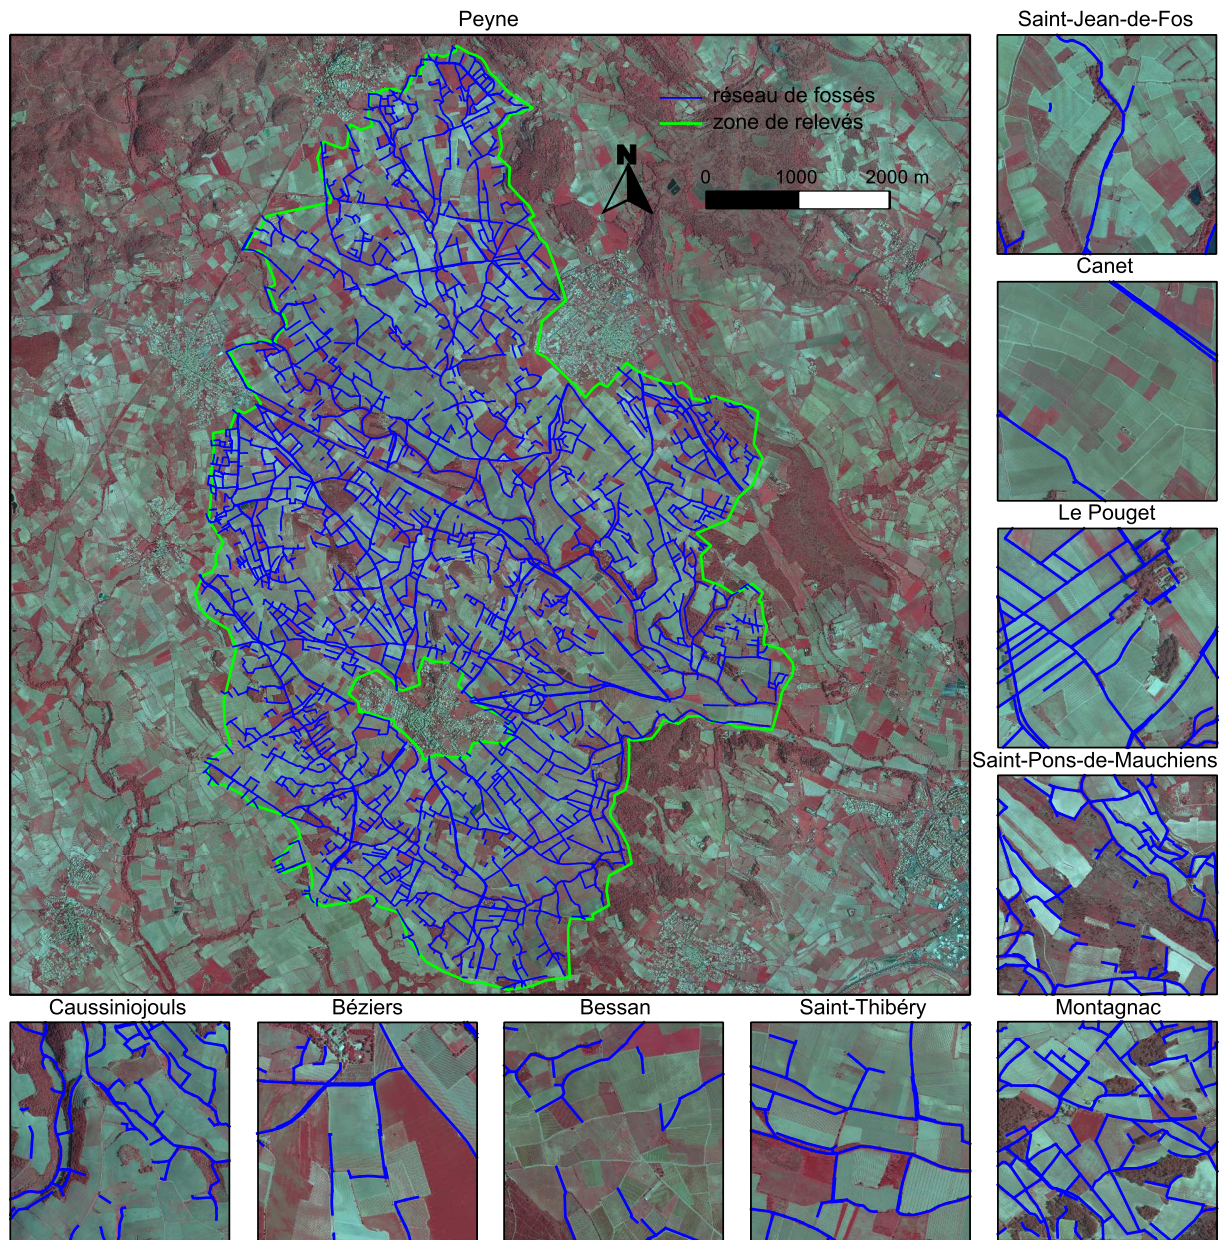 Peyne
Saint-Jean-de-Fos
réseau de fossés
zone de relevés
N
0 1000 2000 m
Canet
Le Pouget
Saint-Pons-de-Mauchiens
Caussiniojouls
Béziers
Bessan
Saint-Thibéry
Montagnac